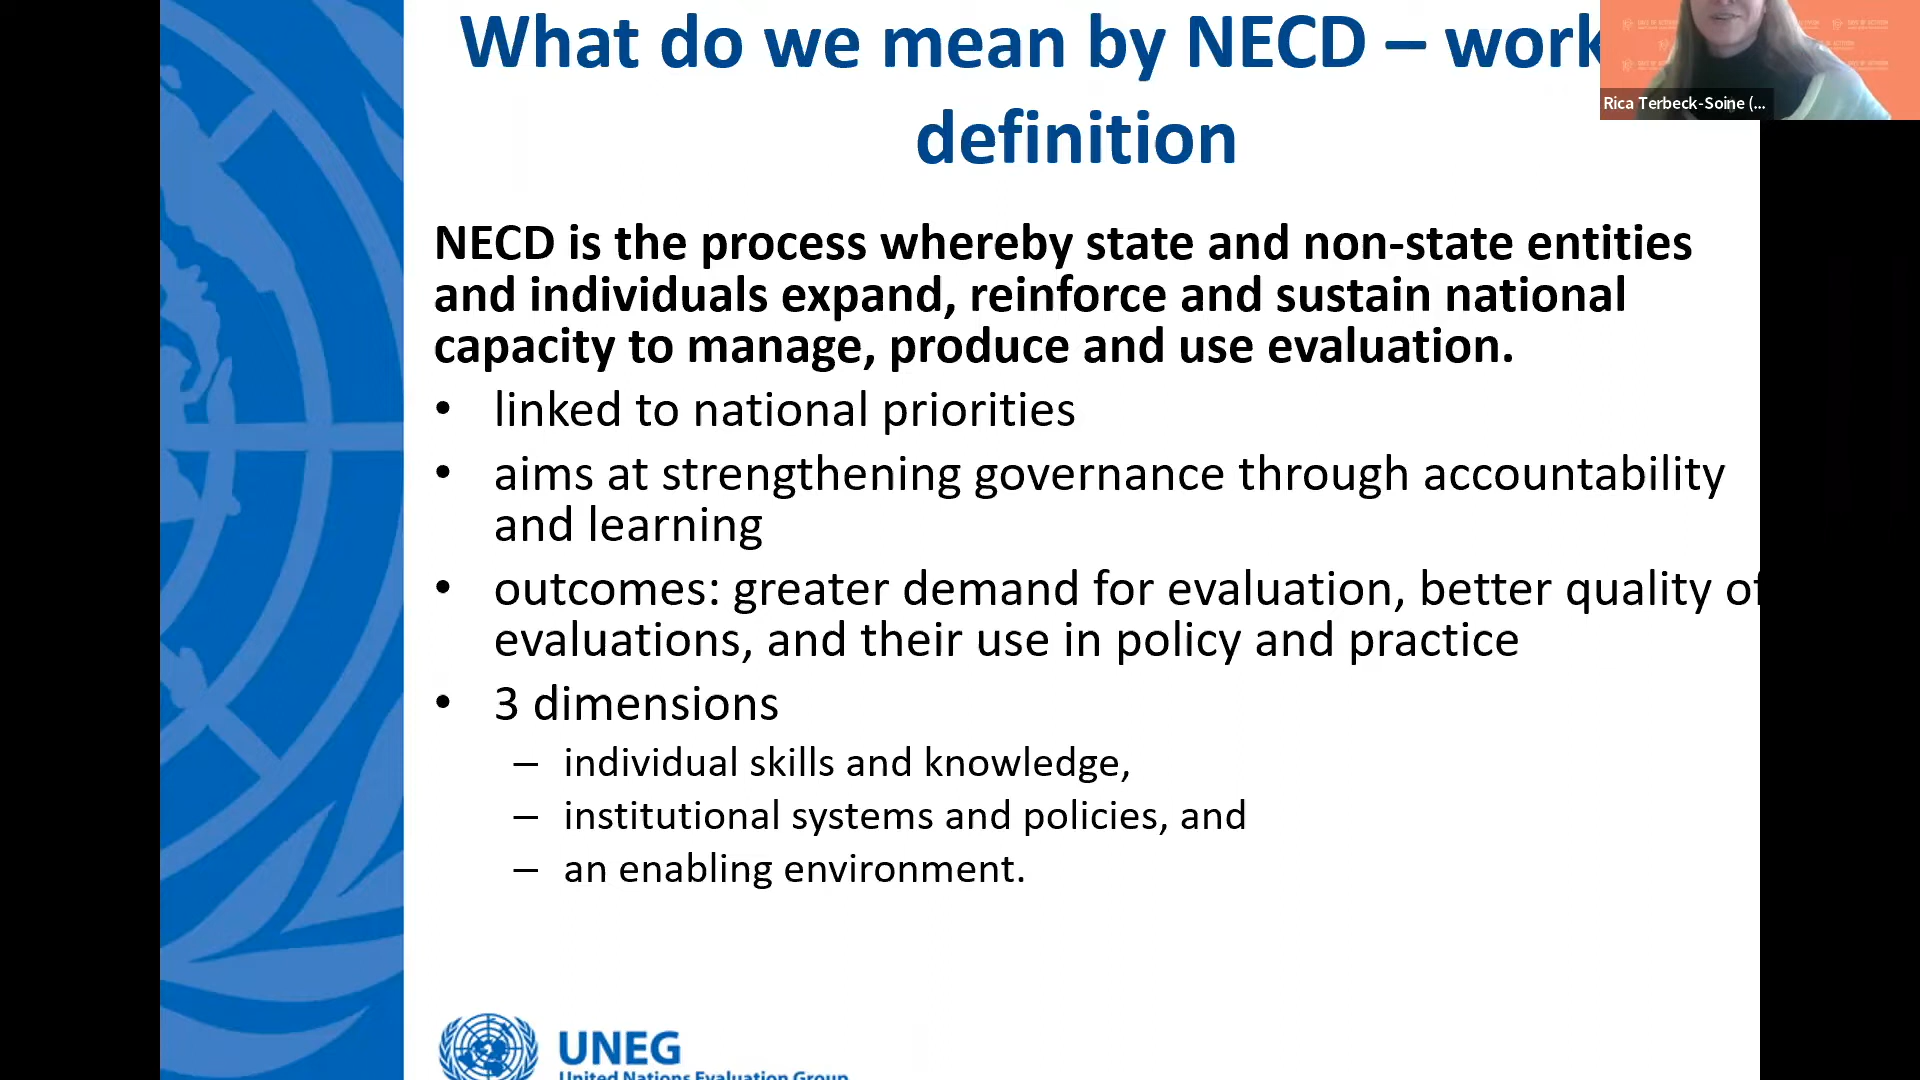 What do we mean by NECD – work
definition
Rica Terbeck-Soine (...
NECD is the process whereby state and non-state entities
and individuals expand, reinforce and sustain national
capacity to manage, produce and use evaluation.
• linked to national priorities
• aims at strengthening governance through accountability
and learning
• outcomes: greater demand for evaluation, better quality of
evaluations, and their use in policy and practice
• 3 dimensions
– individual skills and knowledge,
– institutional systems and policies, and
– an enabling environment.
UNEG
United Nations Evaluation Group